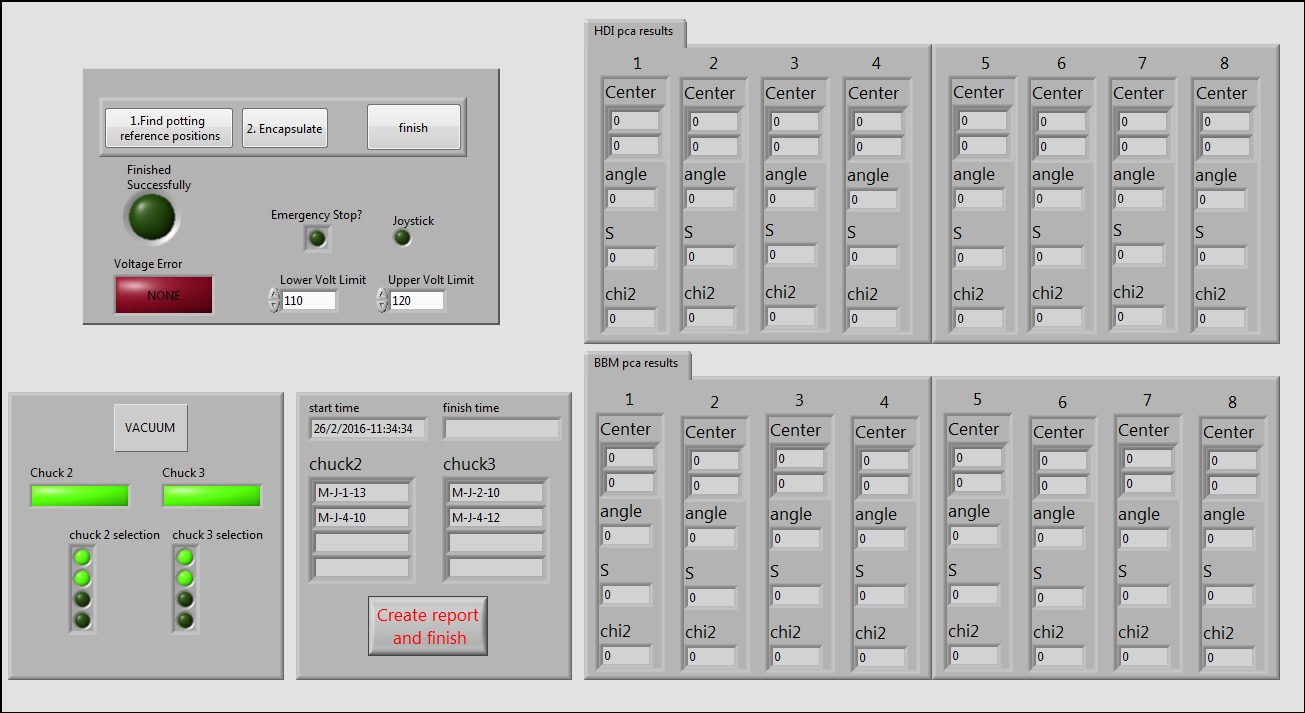 1.Find potting
reference positions
2. Encapsulate
finish
Finished
Successfully
Emergency Stop?
Joystick
Voltage Error
NONE
Lower Volt Limit
110
Upper Volt Limit
120
VACUUM
Chuck 2
Chuck 3
chuck 2 selection
chuck 3 selection
start time
finish time
26/2/2016-11:34:34
chuck2
chuck3
M-J-1-13
M-J-2-10
M-J-4-10
M-J-4-12
Create report
and finish
HDI pca results
1 2 3 4 5 6 7 8
Center Center Center Center Center Center Center Center
0 0 0 0 0 0 0 0
0 0 0 0 0 0 0 0
angle angle angle angle angle angle angle angle
0 0 0 0 0 0 0 0
S S S S S S S S
0 0 0 0 0 0 0 0
chi2 chi2 chi2 chi2 chi2 chi2 chi2 chi2
0 0 0 0 0 0 0 0
BBM pca results
1 2 3 4 5 6 7 8
Center Center Center Center Center Center Center Center
0 0 0 0 0 0 0 0
0 0 0 0 0 0 0 0
angle angle angle angle angle angle angle angle
0 0 0 0 0 0 0 0
S S S S S S S S
0 0 0 0 0 0 0 0
chi2 chi2 chi2 chi2 chi2 chi2 chi2 chi2
0 0 0 0 0 0 0 0